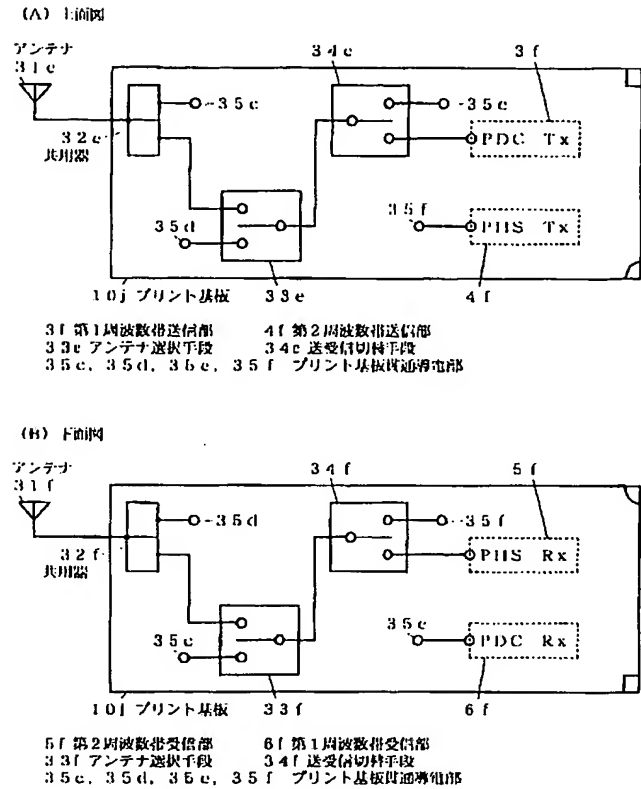 (A) 上面図
アンテナ
31e
34e
3f
35e
32e
共用器
PDC Tx
35d
35f
PHS Tx
10j プリント基板
33e
4f
3f 第1周波数帯送信部 4f 第2周波数帯送信部
33e アンテナ選択手段 34e 送受信切替手段
35c, 35d, 35e, 35f プリント基板貫通導電部
(B) 下面図
アンテナ
31f
34f
5f
35d
35f
32f
共用器
PHS Rx
35c
35e
PDC Rx
10j プリント基板
33f
6f
5f 第2周波数帯受信部 6f 第1周波数帯受信部
33f アンテナ選択手段 34f 送受信切替手段
35c, 35d, 35e, 35f プリント基板貫通導電部